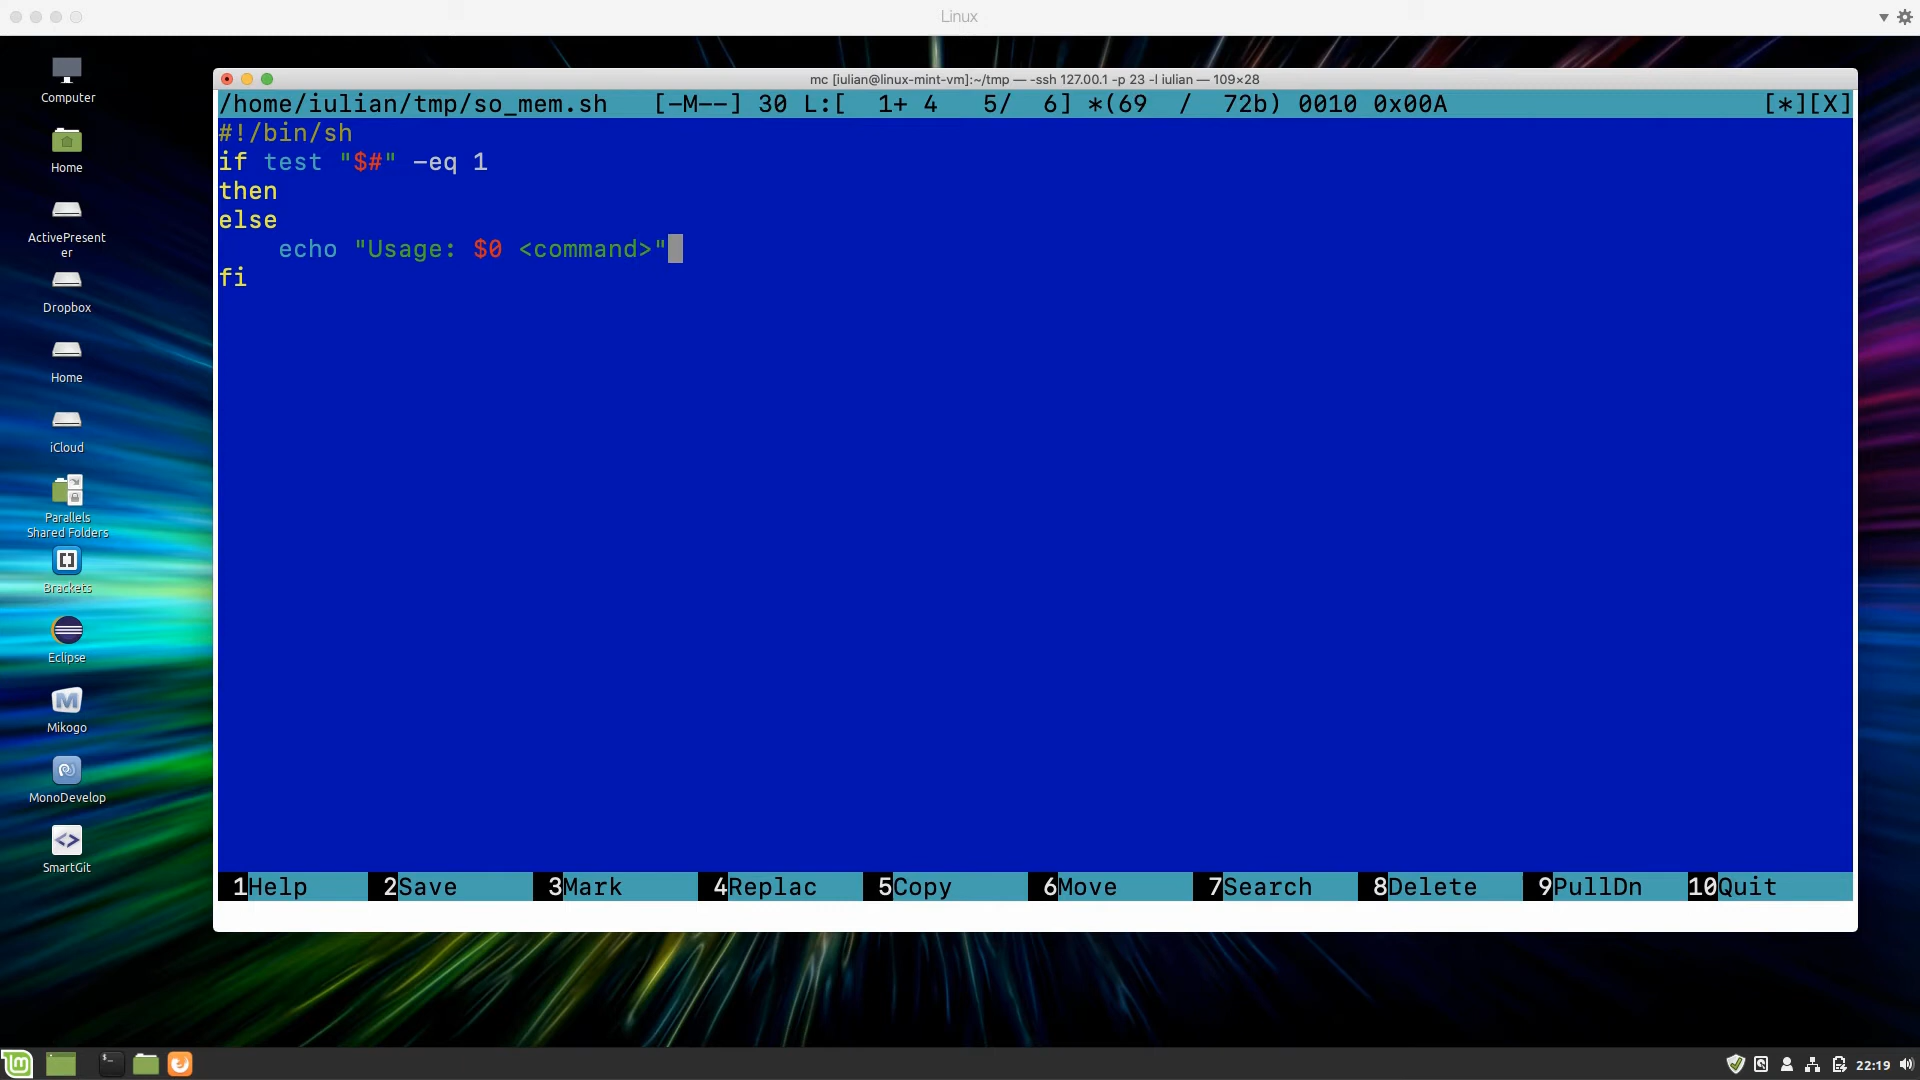 Linux
Computer
Home
ActivePresent
er
Dropbox
Home
iCloud
Parallels
Shared Folders
Brackets
Eclipse
Mikogo
MonoDevelop
SmartGit
mc [iulian@linux-mint-vm]:~/tmp — -ssh 127.00.1 -p 23 -l iulian — 109×28
/home/iulian/tmp/so_mem.sh [-M--] 30 L:[ 1+ 4 5/ 6] *(69 / 72b) 0010 0x00A [*][X]
#!/bin/sh
if test "$#" -eq 1
then
else
echo "Usage: $0 <command>"
fi
1Help 2Save 3Mark 4Replac 5Copy 6Move 7Search 8Delete 9PullDn 10Quit
22:19